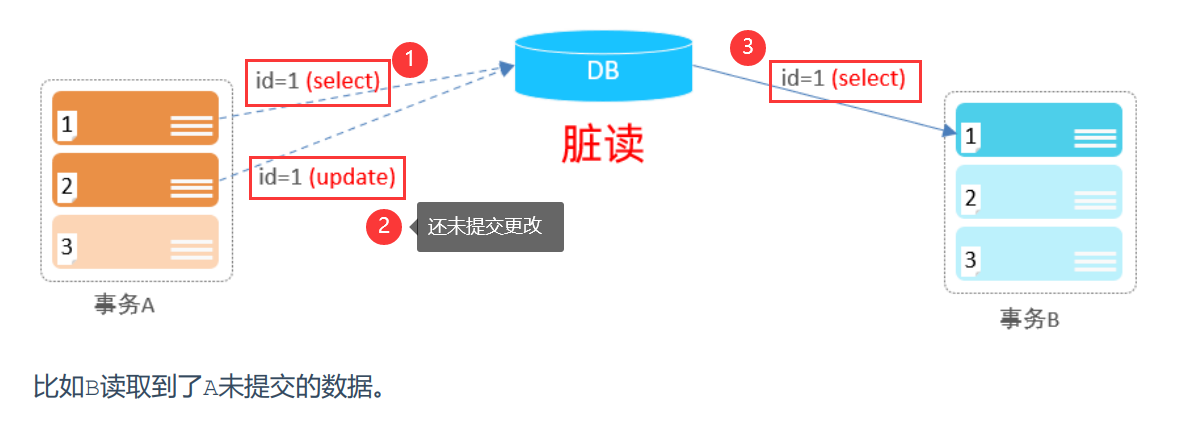 1
3
id=1 (select)
DB
id=1 (select)
1
1
脏读
2
id=1 (update)
2
2
还未提交更改
3
3
事务A
事务B
比如B读取到了A未提交的数据。